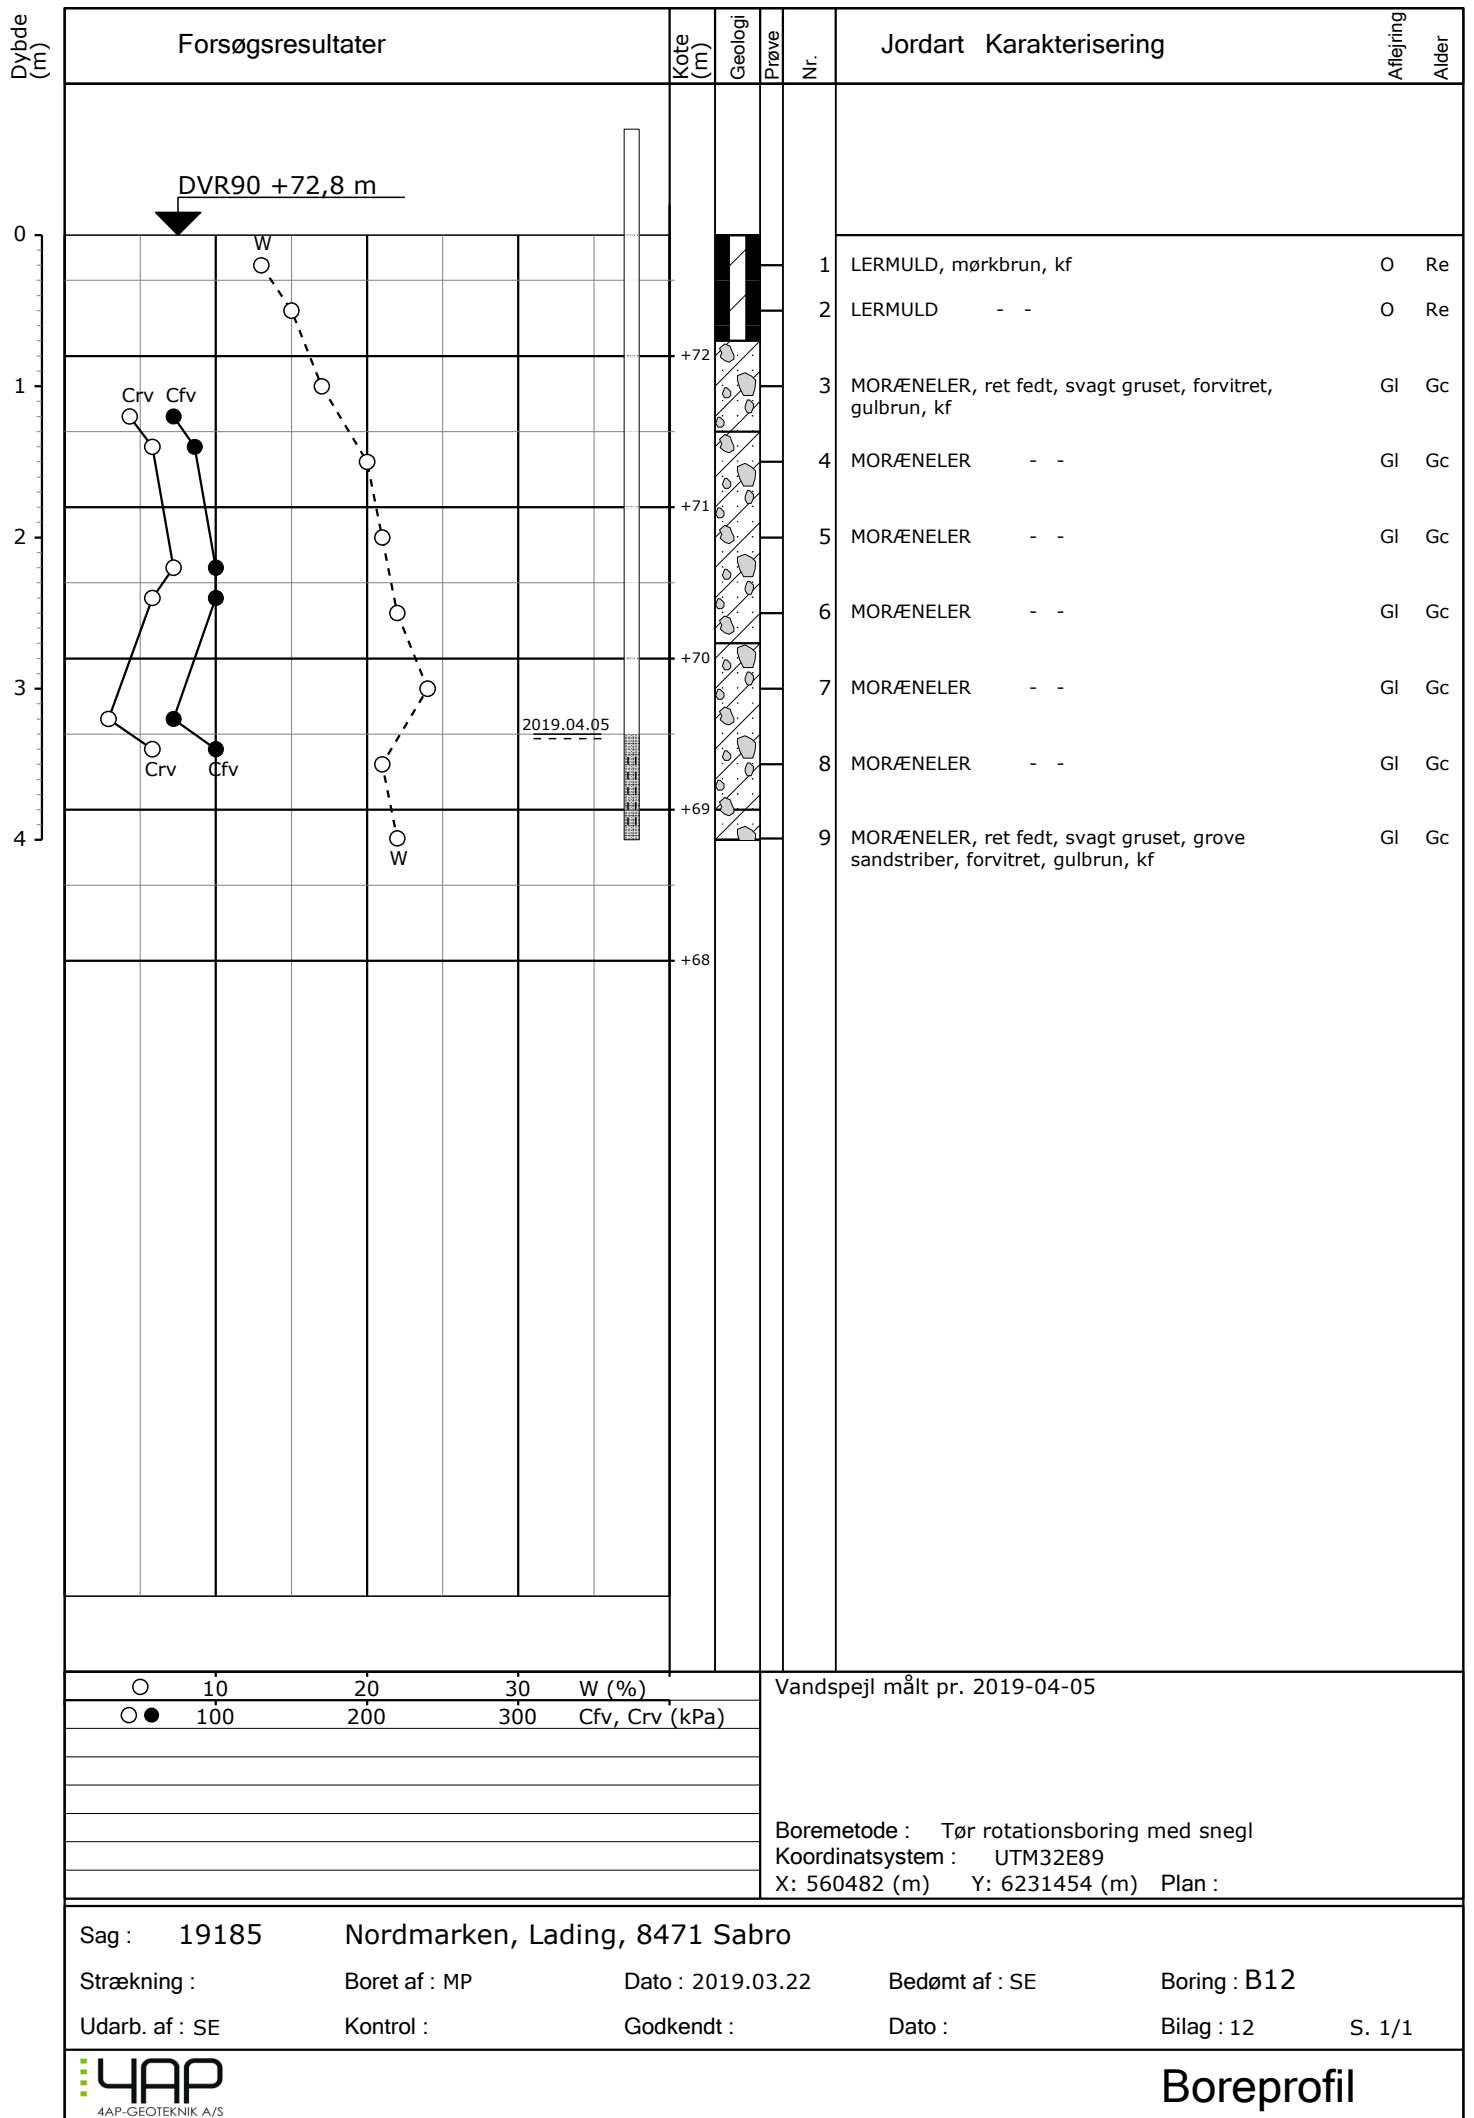 Dybde (m)
Forsøgsresultater
Kote (m)
Geologi
Prøve
Nr.
Jordart Karakterisering
Aflejring
Alder
DVR90 +72,8 m
0
W
1 LERMULD, mørkbrun, kf O Re
2 LERMULD - - O Re
+72
1
Crv Cfv
3 MORÆNELER, ret fedt, svagt gruset, forvitret, Gl Gc
gulbrun, kf
4 MORÆNELER - - Gl Gc
+71
2
5 MORÆNELER - - Gl Gc
6 MORÆNELER - - Gl Gc
+70
3
7 MORÆNELER - - Gl Gc
2019.04.05
Crv Cfv
8 MORÆNELER - - Gl Gc
+69
4
W
9 MORÆNELER, ret fedt, svagt gruset, grove Gl Gc
sandstriber, forvitret, gulbrun, kf
+68
10 20 30 W (%)
100 200 300 Cfv, Crv (kPa)
Vandspejl målt pr. 2019-04-05
Boremetode : Tør rotationsboring med snegl
Koordinatsystem : UTM32E89
X: 560482 (m) Y: 6231454 (m) Plan :
Sag : 19185 Nordmarken, Lading, 8471 Sabro
Strækning : Boret af : MP Dato : 2019.03.22 Bedømt af : SE Boring : B12
Udarb. af : SE Kontrol : Godkendt : Dato : Bilag : 12 S. 1/1
4AP
4AP-GEOTEKNIK A/S
Boreprofil